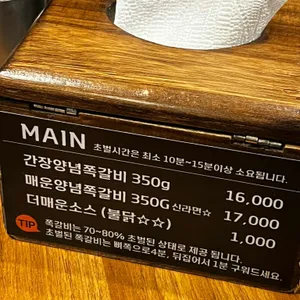 MAIN 초벌시간은 최소 10분~15분이상 소요됩니다.
간장양념쪽갈비 350g 16,000
매운양념쪽갈비 350G 신라면☆ 17,000
더매운소스 (불닭☆☆) 1,000
TIP 쪽갈비는 70~80% 초벌된 상태로 제공 됩니다.
초벌된 쪽갈비는 뼈쪽으로4분, 뒤집어서 1분 구워드세요.